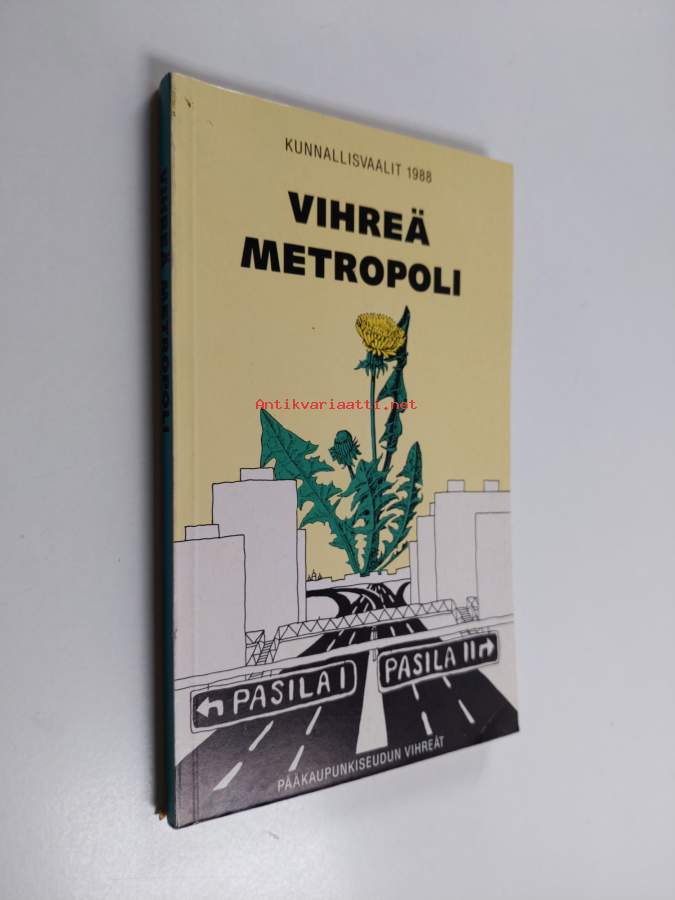 KUNNALLISVAALIT 1988
VIHREÄ
METROPOLI
Antikvariaatti.net
PASILA I
PASILA II
PÄÄKAUPUNKISEUDUN VIHREÄT
VIHREÄ METROPOLI